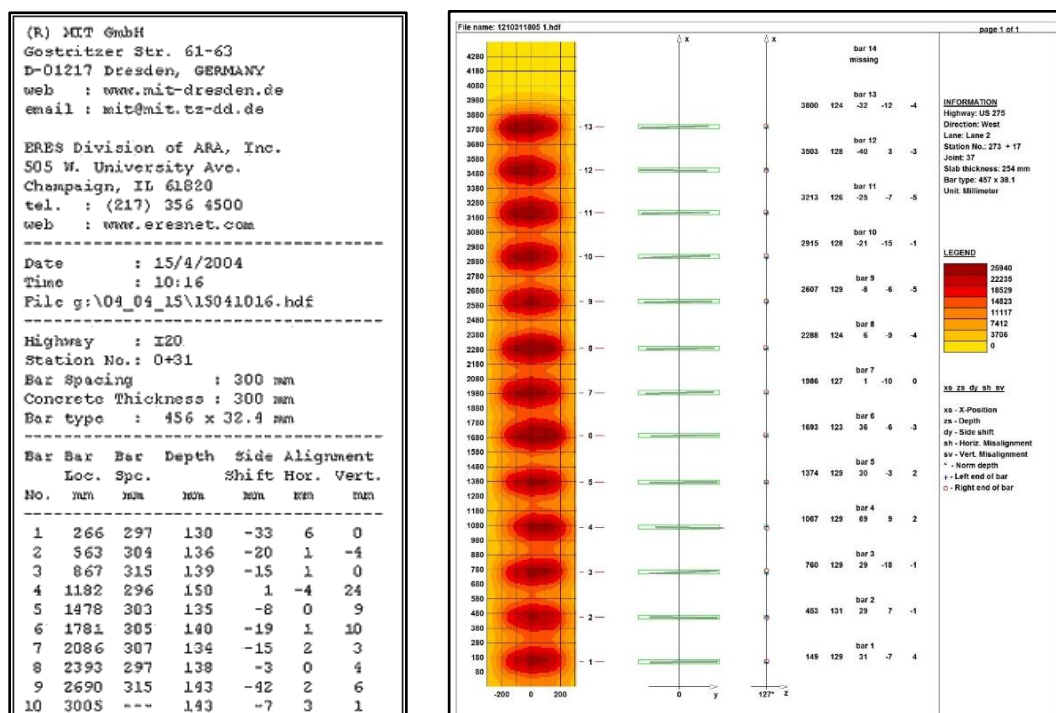 (R) MIT GmbH
Gostritzer Str. 61-63
D-01217 Dresden, GERMANY
web : www.mit-dresden.de
email : mit@mit.tz-dd.de
ERES Division of ARA, Inc.
505 W. University Ave.
Champaign, IL 61820
tel. : (217) 356 4500
web : www.eresnet.com
Date : 15/4/2004
Time : 10:16
File g:\04_04_15\15041016.hdf
Highway : I20
Station No.: 0+31
Bar Spacing : 300 mm
Concrete Thickness : 300 mm
Bar type : 456 x 32.4 mm
Bar Bar Bar Depth Side Alignment
Loc. Spc. Shift Hor. Vert.
No. mm mm mm mm mm mm
1 266 297 130 -33 6 0
2 563 304 136 -20 1 -4
3 867 315 139 -15 1 0
4 1182 296 150 1 -4 24
5 1478 303 135 -8 0 9
6 1781 305 140 -19 1 10
7 2086 307 134 -15 2 3
8 2393 297 138 -3 0 4
9 2690 315 143 -42 2 6
10 3005 --- 143 -7 3 1
File name: 1210311805 1.hdf
page 1 of 1
4280
4180
4080
3980
3880
3780
3680
3580
3480
3380
3280
3180
3080
2980
2880
2780
2680
2580
2480
2380
2280
2180
2080
1980
1880
1780
1680
1580
1480
1380
1280
1180
1080
980
880
780
680
580
480
380
280
180
80
-200 0 200
13
12
11
10
9
8
7
6
5
4
3
2
1
x
0 y
x
127* z
bar 14
missing
bar 13
3800 124 -32 -12 -4
bar 12
3503 128 -40 3 -3
bar 11
3213 126 -25 -7 -5
bar 10
2915 128 -21 -15 -1
bar 9
2607 129 -8 -6 -5
bar 8
2288 124 6 -9 -4
bar 7
1986 127 1 -10 0
bar 6
1693 123 36 -6 -3
bar 5
1374 129 30 -3 2
bar 4
1067 129 69 9 2
bar 3
760 129 29 -18 -1
bar 2
453 131 29 7 -1
bar 1
149 129 31 -7 4
INFORMATION
Highway: US 275
Direction: West
Lane: Lane 2
Station No.: 273 + 17
Joint: 37
Slab thickness: 254 mm
Bar type: 457 x 38.1
Unit: Millimeter
LEGEND
25940
22235
18529
14823
11117
7412
3706
0
xs zs dy sh sv
xs - X-Position
zs - Depth
dy - Side shift
sh - Horiz. Misalignment
sv - Vert. Misalignment
* - Norm depth
+ - Left end of bar
o - Right end of bar